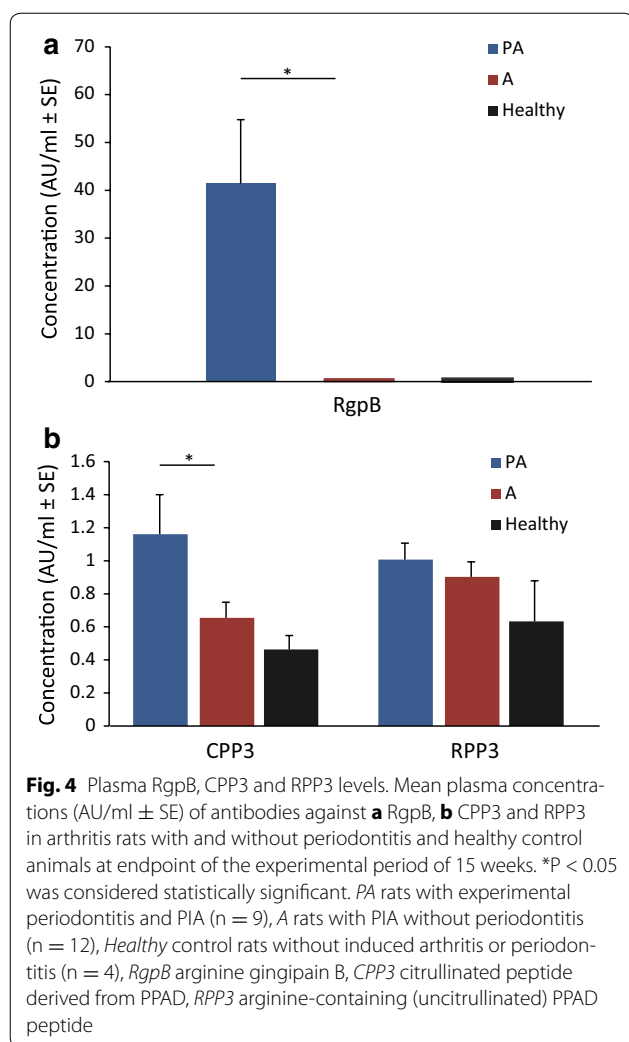 a
70
60
50
40
30
20
10
0
Concentration (AU/ml ± SE)
*
PA
A
Healthy
RgpB
b
1.6
1.4
1.2
1
0.8
0.6
0.4
0.2
0
Concentration (AU/ml ± SE)
*
PA
A
Healthy
CPP3 RPP3
Fig. 4 Plasma RgpB, CPP3 and RPP3 levels. Mean plasma concentra-
tions (AU/ml ± SE) of antibodies against a RgpB, b CPP3 and RPP3
in arthritis rats with and without periodontitis and healthy control
animals at endpoint of the experimental period of 15 weeks. *P < 0.05
was considered statistically significant. PA rats with experimental
periodontitis and PIA (n = 9), A rats with PIA without periodontitis
(n = 12), Healthy control rats without induced arthritis or periodon-
titis (n = 4), RgpB arginine gingipain B, CPP3 citrullinated peptide
derived from PPAD, RPP3 arginine-containing (uncitrullinated) PPAD
peptide